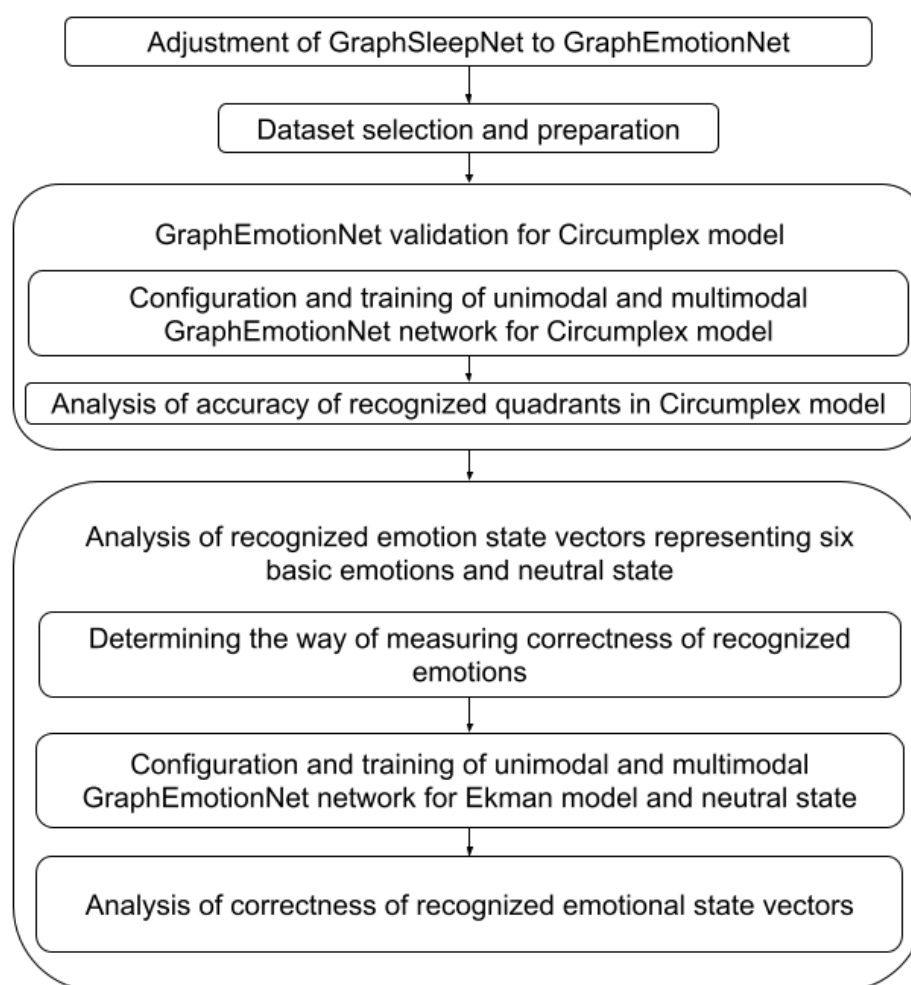 Adjustment of GraphSleepNet to GraphEmotionNet
Dataset selection and preparation
GraphEmotionNet validation for Circumplex model
Configuration and training of unimodal and multimodal
GraphEmotionNet network for Circumplex model
Analysis of accuracy of recognized quadrants in Circumplex model
Analysis of recognized emotion state vectors representing six
basic emotions and neutral state
Determining the way of measuring correctness of recognized
emotions
Configuration and training of unimodal and multimodal
GraphEmotionNet network for Ekman model and neutral state
Analysis of correctness of recognized emotional state vectors